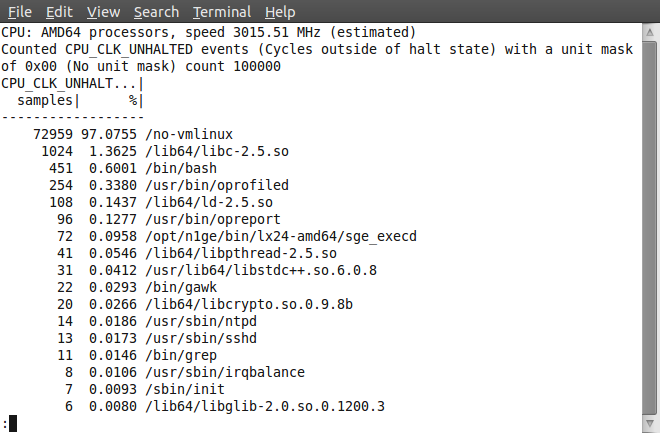 File Edit View Search Terminal Help
CPU: AMD64 processors, speed 3015.51 MHz (estimated)
Counted CPU_CLK_UNHALTED events (Cycles outside of halt state) with a unit mask
of 0x00 (No unit mask) count 100000
CPU_CLK_UNHALT...|
  samples|      %|
------------------
    72959 97.0755 /no-vmlinux
     1024  1.3625 /lib64/libc-2.5.so
      451  0.6001 /bin/bash
      254  0.3380 /usr/bin/oprofiled
      108  0.1437 /lib64/ld-2.5.so
       96  0.1277 /usr/bin/opreport
       72  0.0958 /opt/n1ge/bin/lx24-amd64/sge_execd
       41  0.0546 /lib64/libpthread-2.5.so
       31  0.0412 /usr/lib64/libstdc++.so.6.0.8
       22  0.0293 /bin/gawk
       20  0.0266 /lib64/libcrypto.so.0.9.8b
       14  0.0186 /usr/sbin/ntpd
       13  0.0173 /usr/sbin/sshd
       11  0.0146 /bin/grep
        8  0.0106 /usr/sbin/irqbalance
        7  0.0093 /sbin/init
        6  0.0080 /lib64/libglib-2.0.so.0.1200.3
: